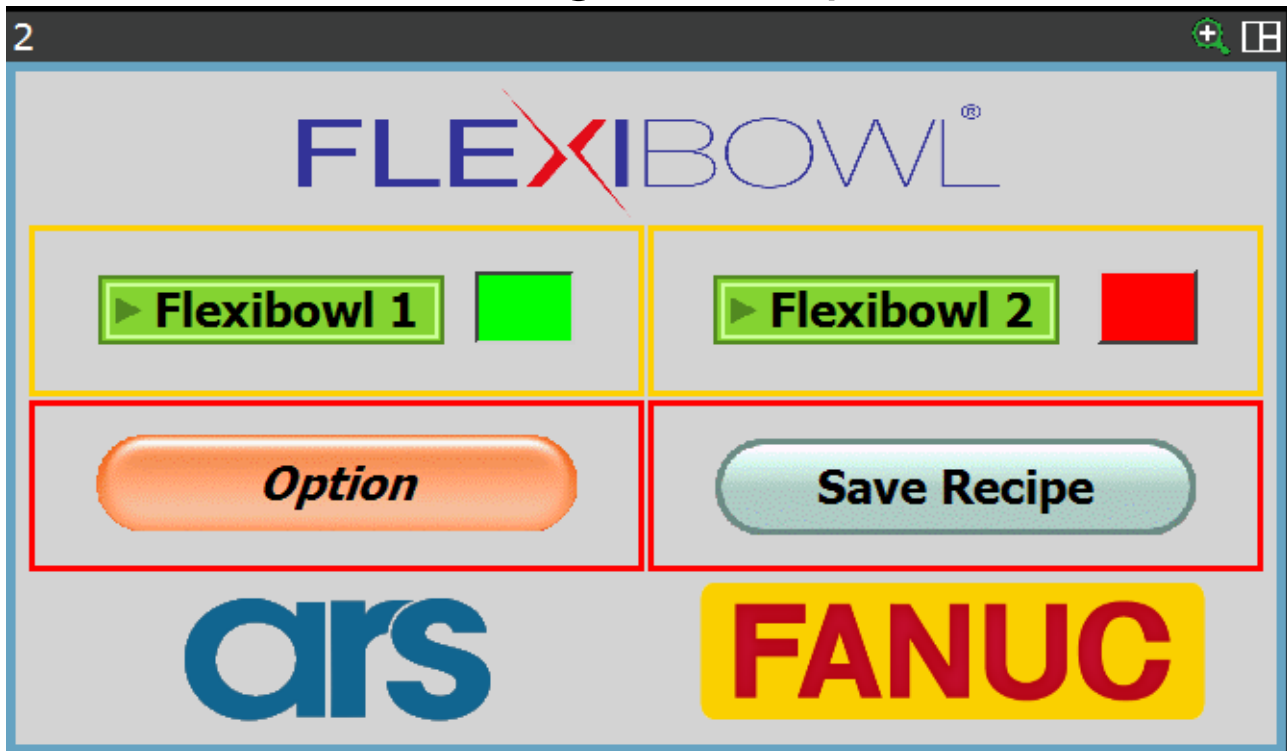 2
FLEXIBOWL®
Flexibowl 1
Flexibowl 2
Option
Save Recipe
ars
FANUC